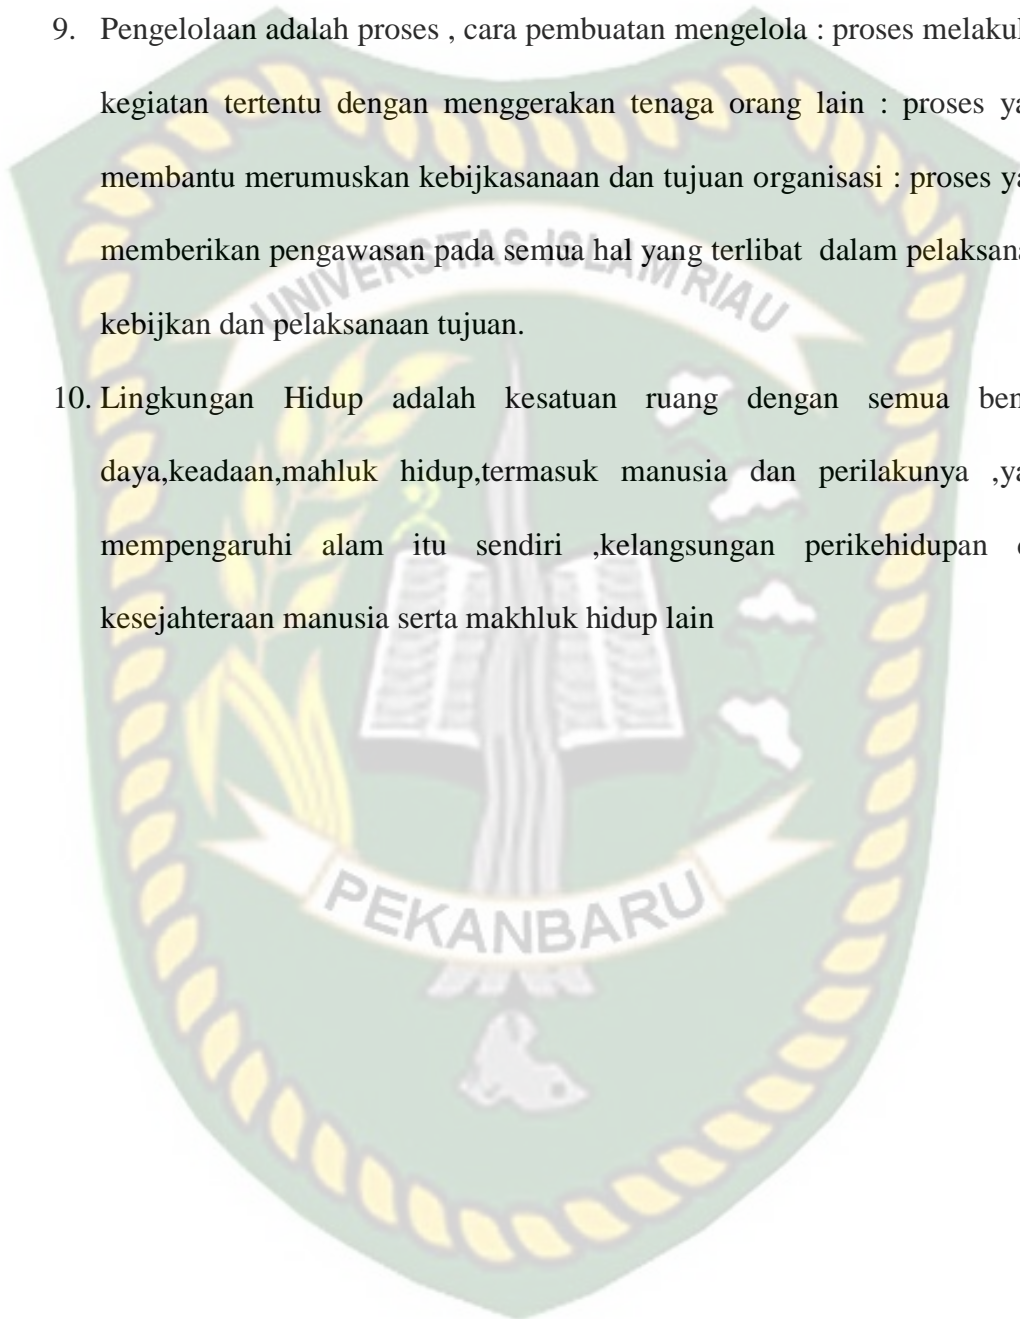 9. Pengelolaan adalah proses , cara pembuatan mengelola : proses melakuk
kegiatan tertentu dengan menggerakan tenaga orang lain : proses ya
membantu merumuskan kebijkasanaan dan tujuan organisasi : proses ya
memberikan pengawasan pada semua hal yang terlibat dalam pelaksana
kebijkan dan pelaksanaan tujuan.
10. Lingkungan Hidup adalah kesatuan ruang dengan semua ben
daya,keadaan,mahluk hidup,termasuk manusia dan perilakunya ,ya
mempengaruhi alam itu sendiri ,kelangsungan perikehidupan
kesejahteraan manusia serta makhluk hidup lain
UNIVERSITAS ISLAM RIAU
PEKANBARU